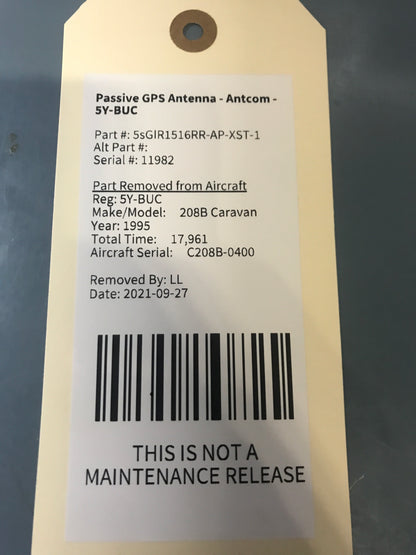 Passive GPS Antenna - Antcom -
5Y-BUC
Part #: 5sGIR1516RR-AP-XST-1
Alt Part #:
Serial #: 11982
Part Removed from Aircraft
Reg: 5Y-BUC
Make/Model: 208B Caravan
Year: 1995
Total Time: 17,961
Aircraft Serial: C208B-0400
Removed By: LL
Date: 2021-09-27
THIS IS NOT A
MAINTENANCE RELEASE